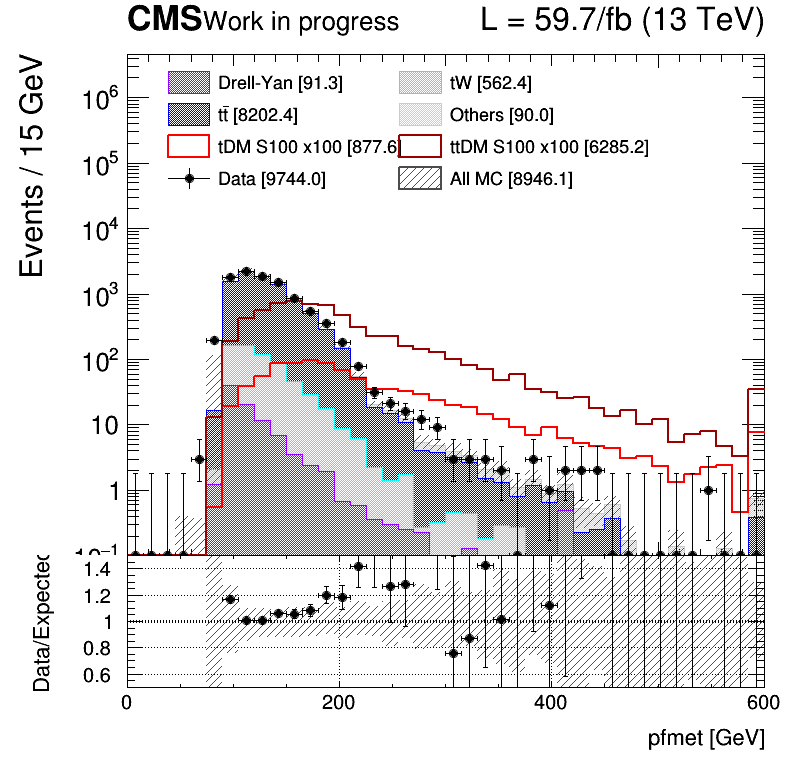 CMS Work in progress L = 59.7/fb (13 TeV)
Events / 15 GeV
Drell-Yan [91.3] tW [562.4]
tt̄ [8202.4] Others [90.0]
tDM S100 x100 [877.6] ttDM S100 x100 [6285.2]
Data [9744.0] All MC [8946.1]
10⁶
10⁵
10⁴
10³
10²
10
1
10⁻¹
Data/Expected
1.4
1.2
1
0.8
0.6
0 200 400 600
pfmet [GeV]